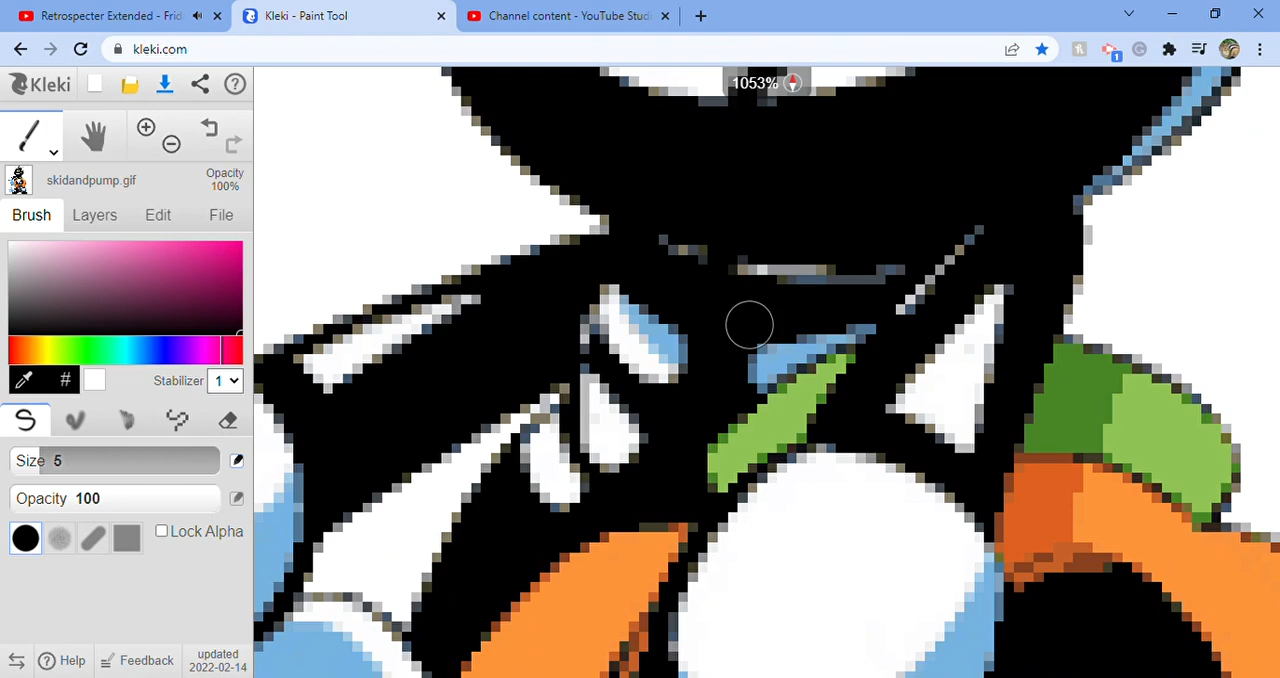 Retrospecter Extended - Frid
Kleki - Paint Tool
Channel content - YouTube Studi
kleki.com
1
Kleki
1053%
skidandpump.gif
Opacity
100%
Brush Layers Edit File
# Stabilizer 1
Size 5
Opacity 100
Lock Alpha
Help Feedback updated
2022-02-14